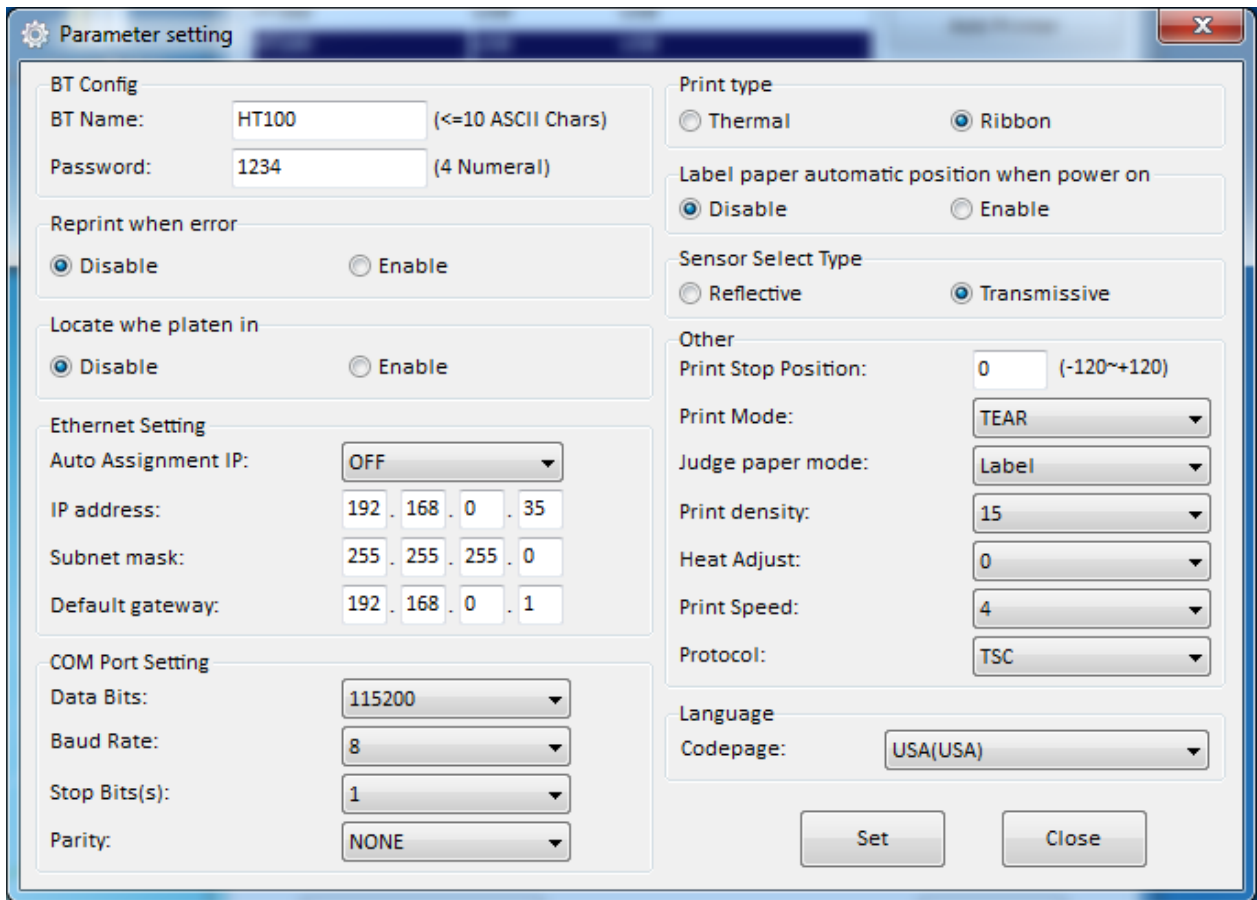 Parameter setting
BT Config
BT Name: HT100 (<=10 ASCII Chars)
Password: 1234 (4 Numeral)
Reprint when error
Disable Enable
Locate whe platen in
Disable Enable
Ethernet Setting
Auto Assignment IP: OFF
IP address: 192 . 168 . 0 . 35
Subnet mask: 255 . 255 . 255 . 0
Default gateway: 192 . 168 . 0 . 1
COM Port Setting
Data Bits: 115200
Baud Rate: 8
Stop Bits(s): 1
Parity: NONE
Print type
Thermal Ribbon
Label paper automatic position when power on
Disable Enable
Sensor Select Type
Reflective Transmissive
Other
Print Stop Position: 0 (-120~+120)
Print Mode: TEAR
Judge paper mode: Label
Print density: 15
Heat Adjust: 0
Print Speed: 4
Protocol: TSC
Language
Codepage: USA(USA)
Set Close